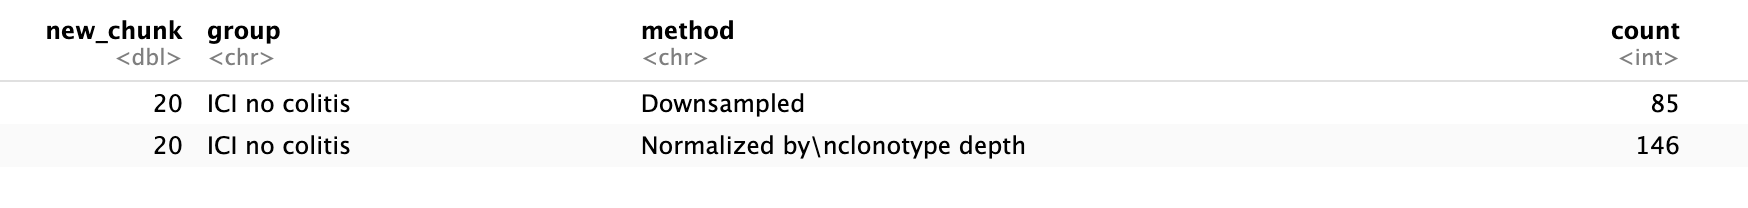 new_chunk group method count
<dbl> <chr> <chr> <int>
20 ICI no colitis Downsampled 85
20 ICI no colitis Normalized by\nclonotype depth 146